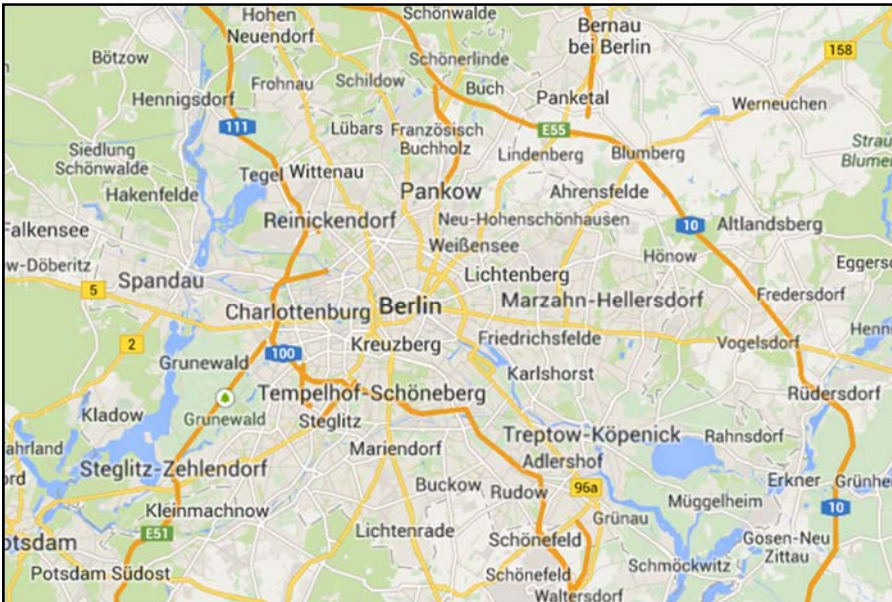 Hohen
Neuendorf
Schönwalde
Bernau
bei Berlin
158
Bötzow
Schönerlinde
Frohnau
Schildow
Buch
Hennigsdorf
Panketal
Werneuchen
111
Lübars
Französisch
Buchholz
E55
Siedlung
Schönwalde
Lindenberg
Blumberg
Strau
Blumen
Tegel
Wittenau
Hakenfelde
Pankow
Ahrensfelde
Falkensee
Reinickendorf
Neu-Hohenschönhausen
10
Altlandsberg
Weißensee
Hönow
w-Döberitz
Spandau
Lichtenberg
Eggersd
5
Charlottenburg
Berlin
Marzahn-Hellersdorf
Fredersdorf
2
Kreuzberg
Friedrichsfelde
Vogelsdorf
Henni
100
Grunewald
Karlshorst
Tempelhof-Schöneberg
Rüdersdorf
Kladow
Grunewald
Steglitz
Treptow-Köpenick
Rahnsdorf
ahrland
Mariendorf
Steglitz-Zehlendorf
Adlershof
ord
Buckow
Rudow
96a
Erkner
Grünhei
Kleinmachnow
Müggelheim
10
Grünau
E51
Lichtenrade
Schönefeld
Gosen-Neu
Zittau
otsdam
Potsdam Südost
Schönefeld
Schmöckwitz
Waltersdorf